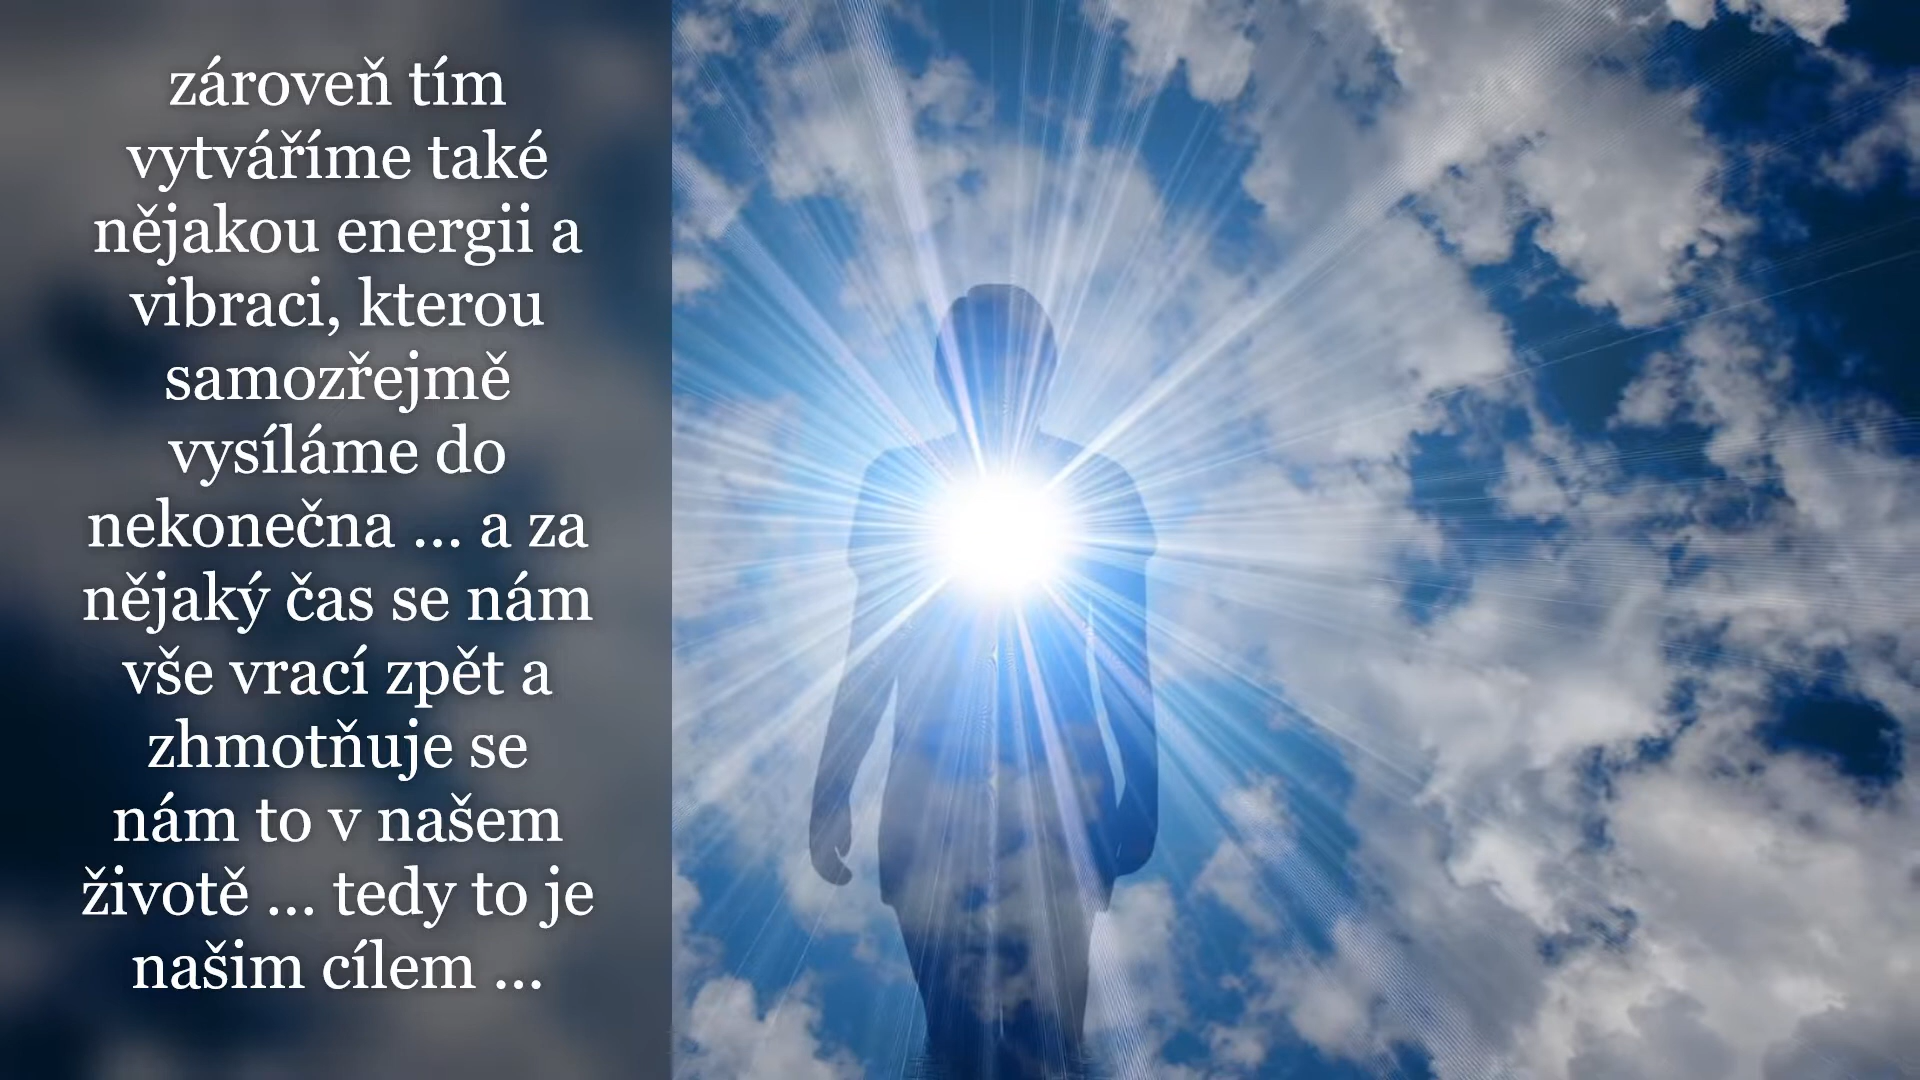 zároveň tím
vytváříme také
nějakou energii a
vibraci, kterou
samozřejmě
vysíláme do
nekonečna ... a za
nějaký čas se nám
vše vrací zpět a
zhmotňuje se
nám to v našem
životě ... tedy to je
našim cílem ...